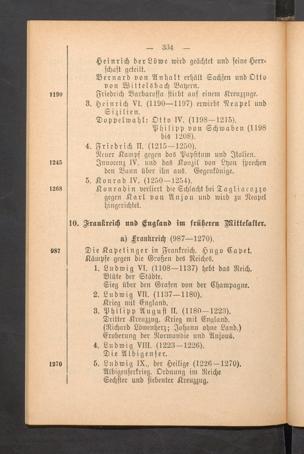 — 334 —
Heinrich der Löwe wird geächtet und seine Herr-
schaft geteilt.
Bernard von Anhalt erhält Sachsen und Otto
von Wittelsbach Bayern.
1190 Friedrich Barbarossa stirbt auf einem Kreuzzuge.
3. Heinrich VI. (1190—1197) erwirbt Neapel und
Sizilien.
Doppelwahl: Otto IV. (1198—1215).
Philipp von Schwaben (1198
bis 1208).
4. Friedrich II. (1215—1250).
Neuer Kampf gegen das Papsttum und Italien.
1245 Innocenz IV. und das Konzil von Lyon sprechen
den Bann über ihn aus. Gegenkönige.
5. Konrad IV. (1250—1254).
1268 Konradin verliert die Schlacht bei Tagliacozzo
gegen Karl von Anjou und wird zu Neapel
hingerichtet.
10. Frankreich und England im früheren Mittelalter.
a) Frankreich (987—1270).
987 Die Kapetinger in Frankreich. Hugo Capet.
Kämpfe gegen die Großen des Reiches.
1. Ludwig VI. (1108—1137) hebt das Reich.
Blüte der Städte.
Sieg über den Grafen von der Champagne.
2. Ludwig VII. (1137—1180).
Krieg mit England.
3. Philipp August II. (1180—1223).
Dritter Kreuzzug. Krieg mit England.
(Richard Löwenherz; Johann ohne Land.)
Eroberung der Normandie und Anjous.
4. Ludwig VIII. (1223—1226).
Die Albigenser.
1270 5. Ludwig IX., der Heilige (1226—1270).
Albigenserkrieg. Ordnung im Reiche
Sechster und siebenter Kreuzzug.